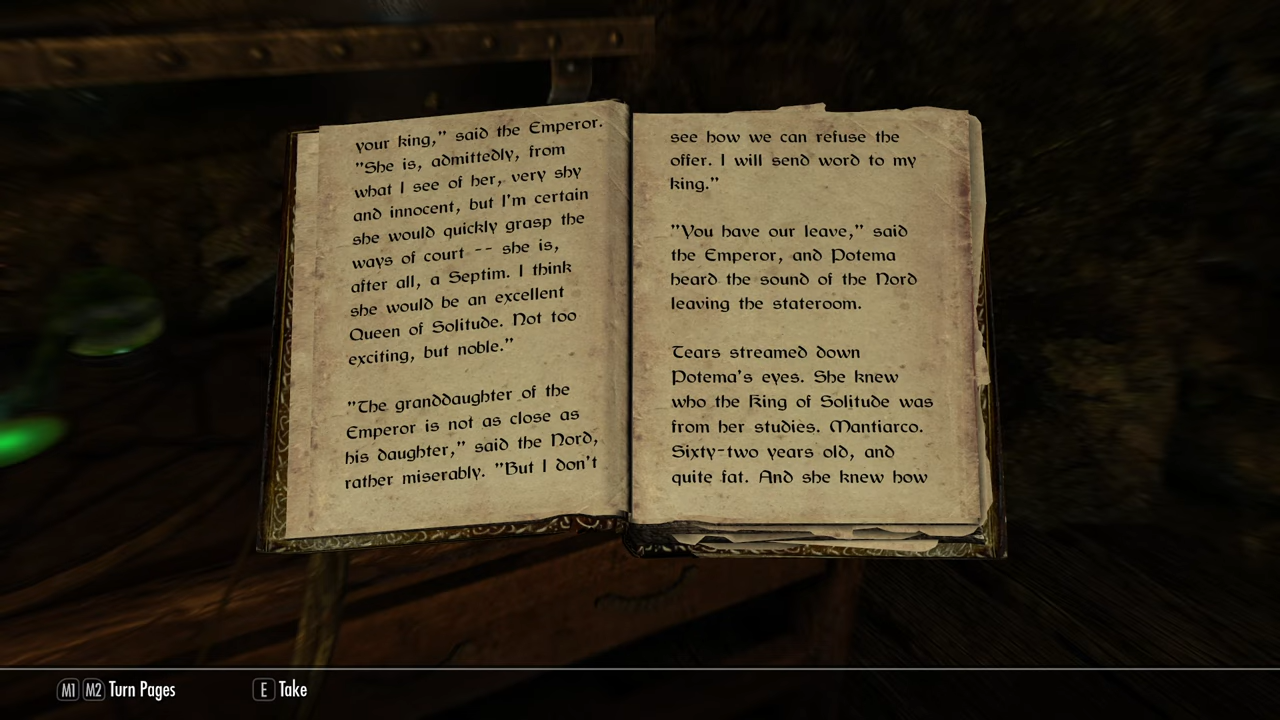 your king," said the Emperor.
"She is, admittedly, from
what I see of her, very shy
and innocent, but I'm certain
she would quickly grasp the
ways of court -- she is,
after all, a Septim. I think
she would be an excellent
Queen of Solitude. Not too
exciting, but noble."
"The granddaughter of the
Emperor is not as close as
his daughter," said the Nord,
rather miserably. "But I don't
see how we can refuse the
offer. I will send word to my
king."
"You have our leave," said
the Emperor, and Potema
heard the sound of the Nord
leaving the stateroom.
Tears streamed down
Potema's eyes. She knew
who the King of Solitude was
from her studies. Mantiarco.
Sixty-two years old, and
quite fat. And she knew how
M1 M2 Turn Pages
E Take